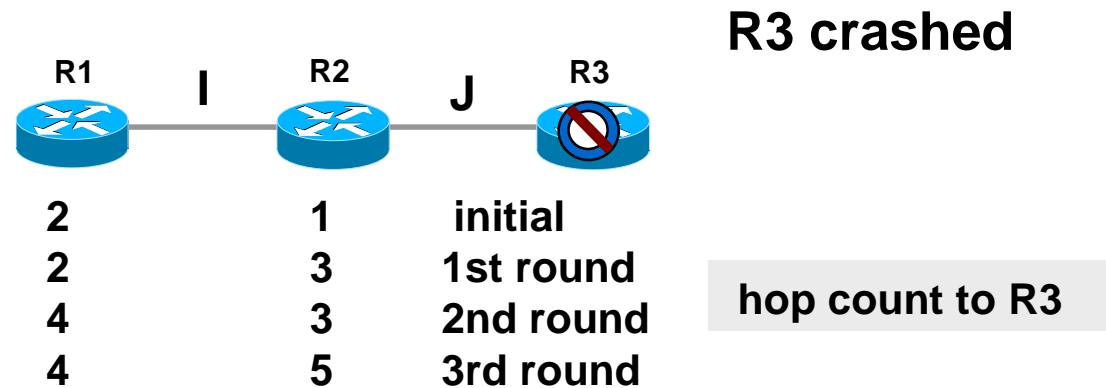 R3 crashed
R1 I R2 J R3
2 1 initial
2 3 1st round
4 3 2nd round
4 5 3rd round
hop count to R3